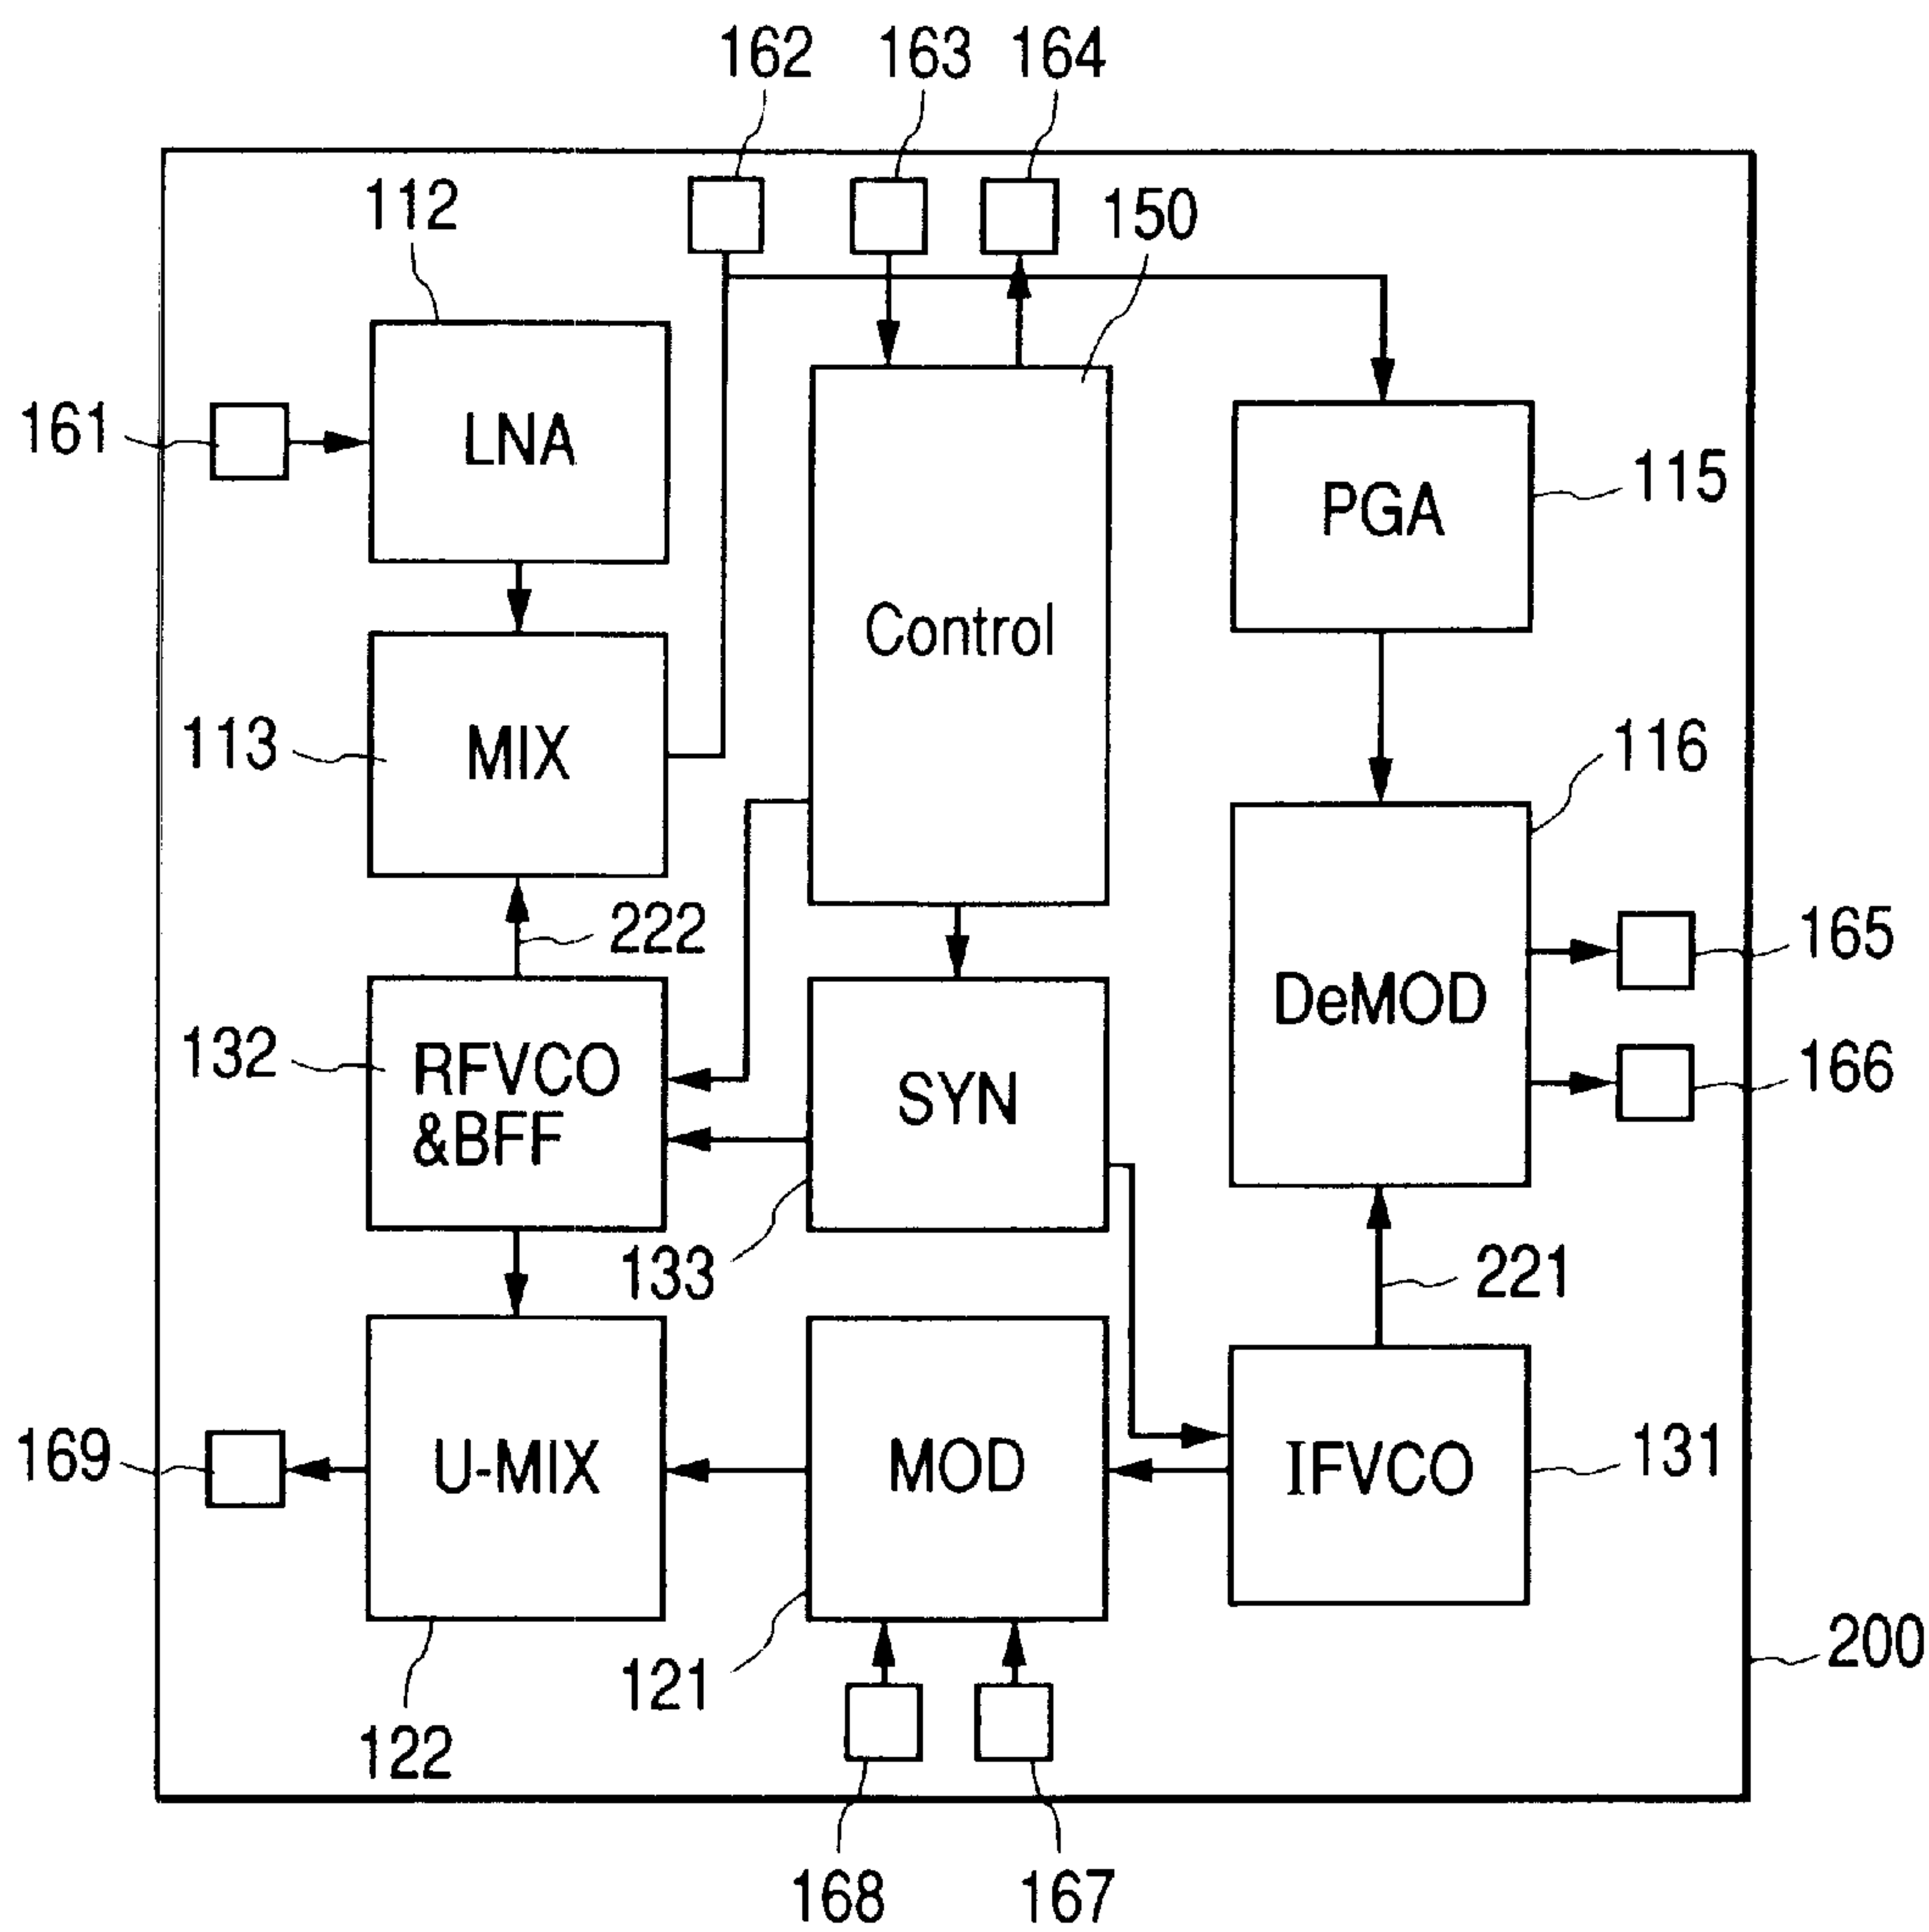 162 163 164
112
150
161
LNA
PGA
115
Control
113
MIX
116
222
165
DeMOD
132
RFVCO
&BFF
SYN
166
133
221
169
U-MIX
MOD
IFVCO
131
200
121
122
168 167